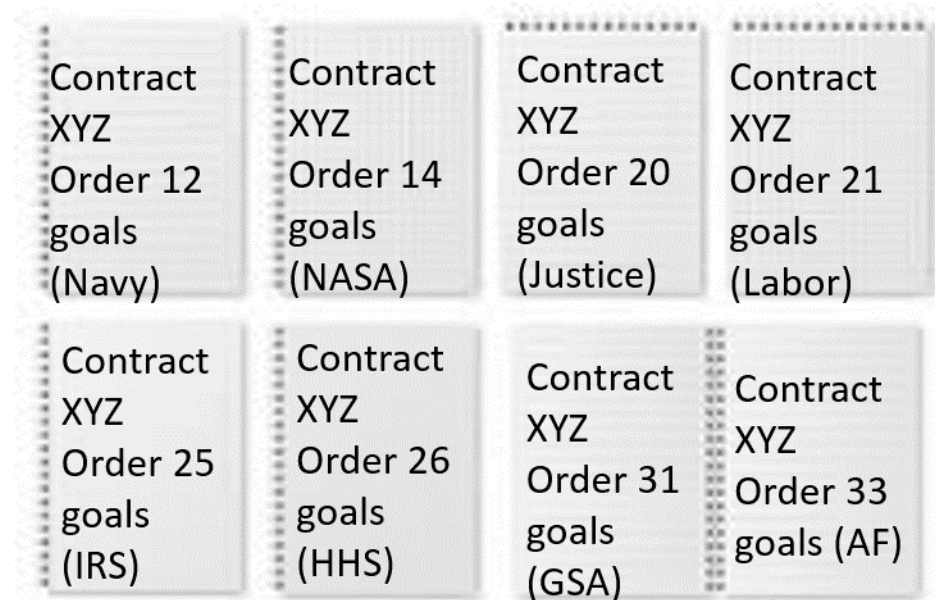 Contract
XYZ
Order 12
goals
(Navy)
Contract
XYZ
Order 14
goals
(NASA)
Contract
XYZ
Order 20
goals
(Justice)
Contract
XYZ
Order 21
goals
(Labor)
Contract
XYZ
Order 25
goals
(IRS)
Contract
XYZ
Order 26
goals
(HHS)
Contract
XYZ
Order 31
goals
(GSA)
Contract
XYZ
Order 33
goals (AF)